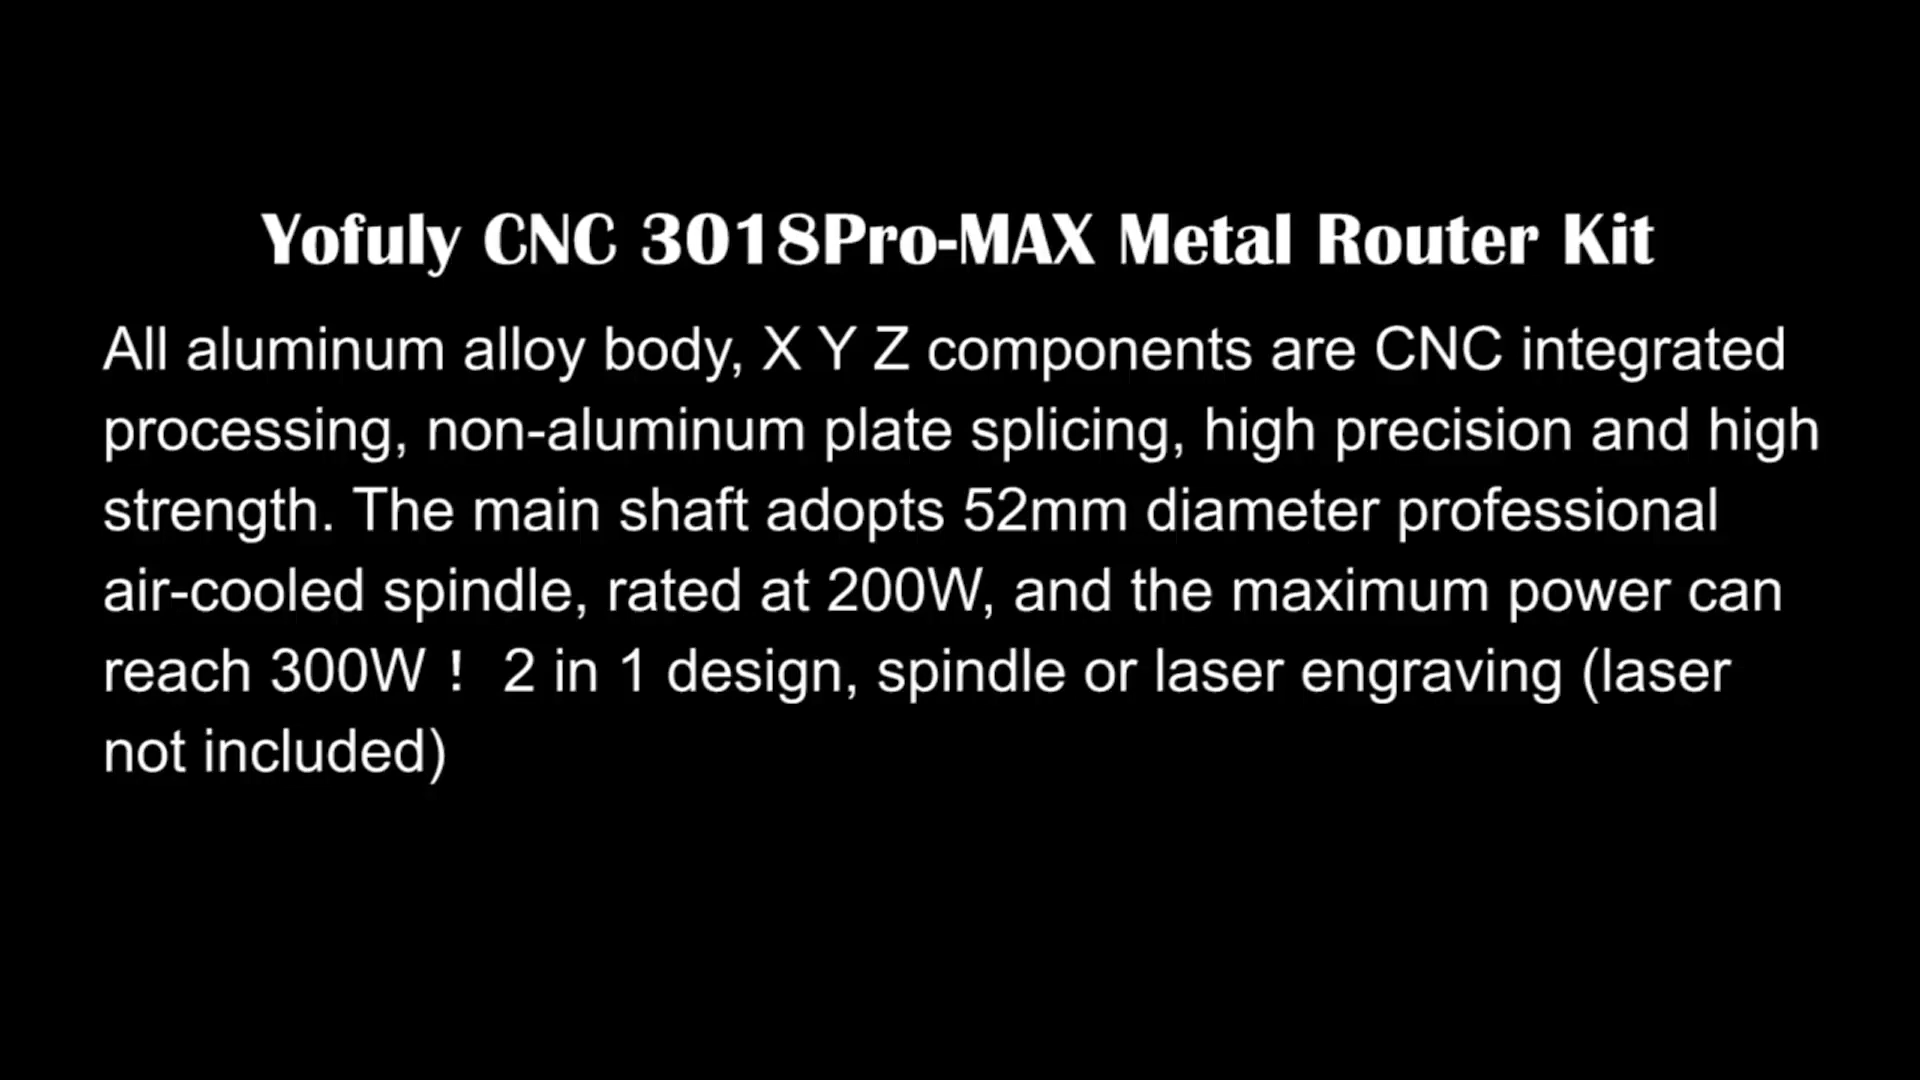 Yofuly CNC 3018Pro-MAX Metal Router Kit
All aluminum alloy body, X Y Z components are CNC integrated
processing, non-aluminum plate splicing, high precision and high
strength. The main shaft adopts 52mm diameter professional
air-cooled spindle, rated at 200W, and the maximum power can
reach 300W！ 2 in 1 design, spindle or laser engraving (laser
not included)